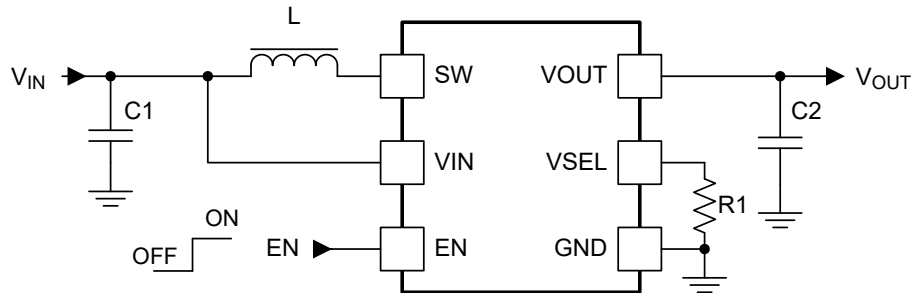 L
V_IN
SW
VOUT
V_OUT
C1
C2
VIN
VSEL
R1
ON
OFF
EN
EN
GND